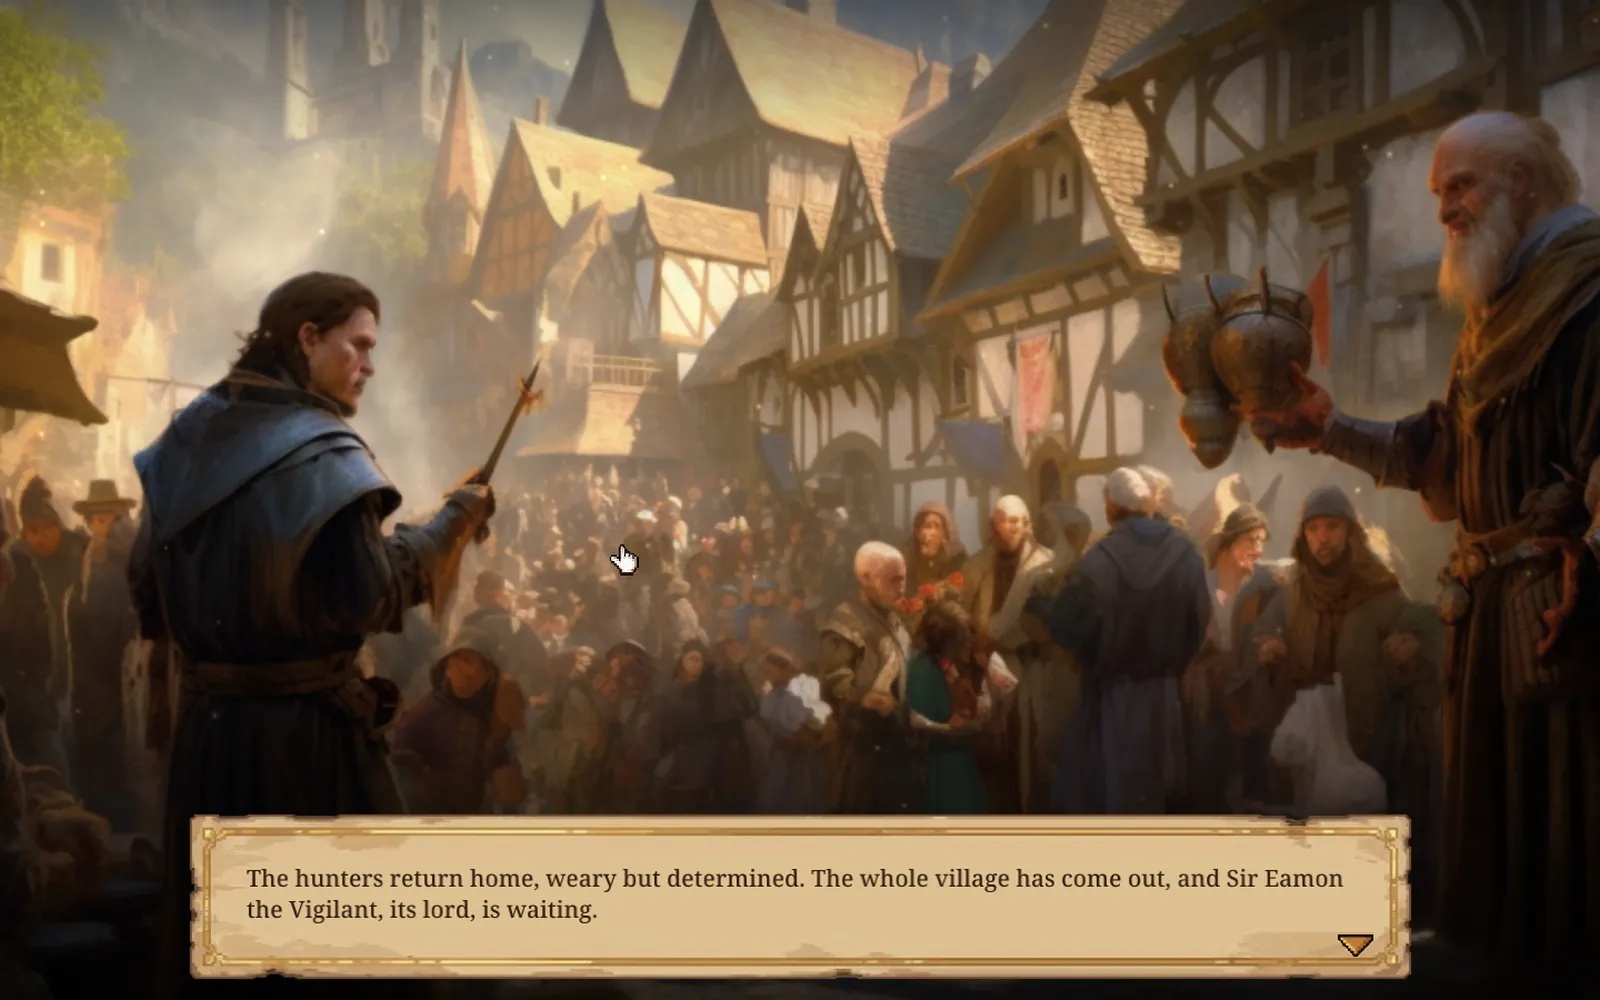 The hunters return home, weary but determined. The whole village has come out, and Sir Eamon
the Vigilant, its lord, is waiting.